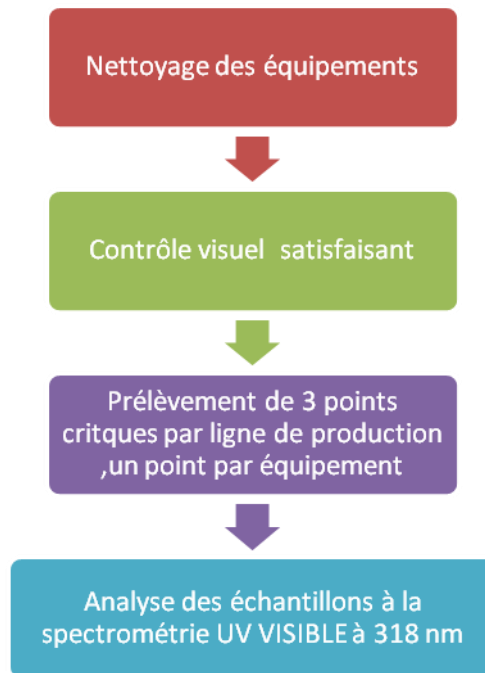 Nettoyage des équipements
Contrôle visuel satisfaisant
Prélèvement de 3 points
critques par ligne de production
,un point par équipement
Analyse des échantillons à la
spectrométrie UV VISIBLE à 318 nm